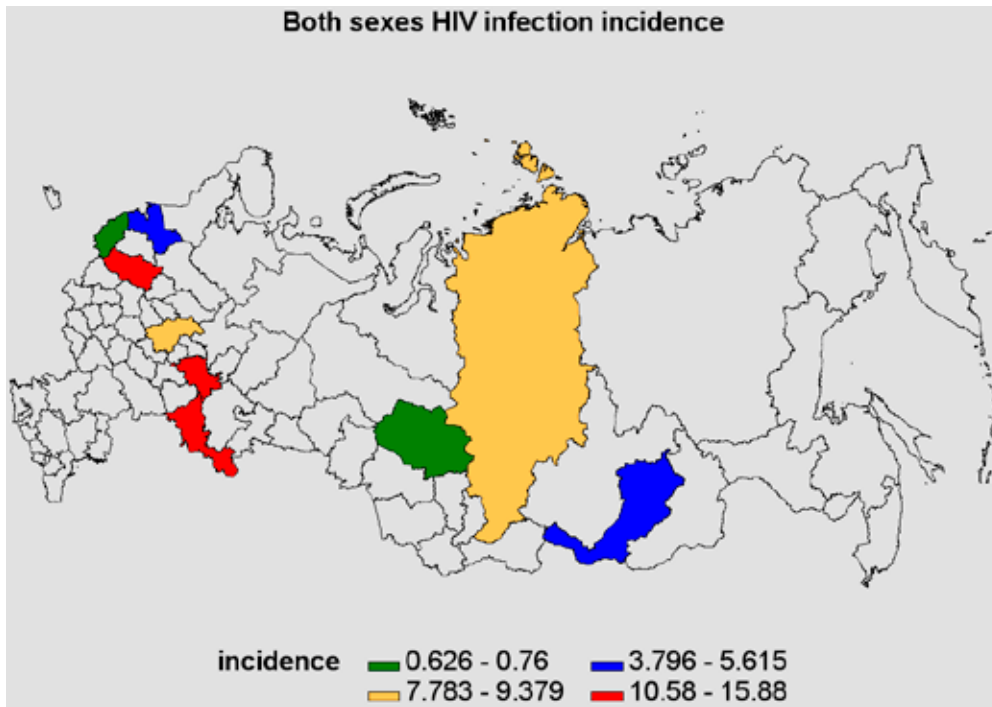 Both sexes HIV infection incidence
incidence 0.626 - 0.76 3.796 - 5.615
7.783 - 9.379 10.58 - 15.88